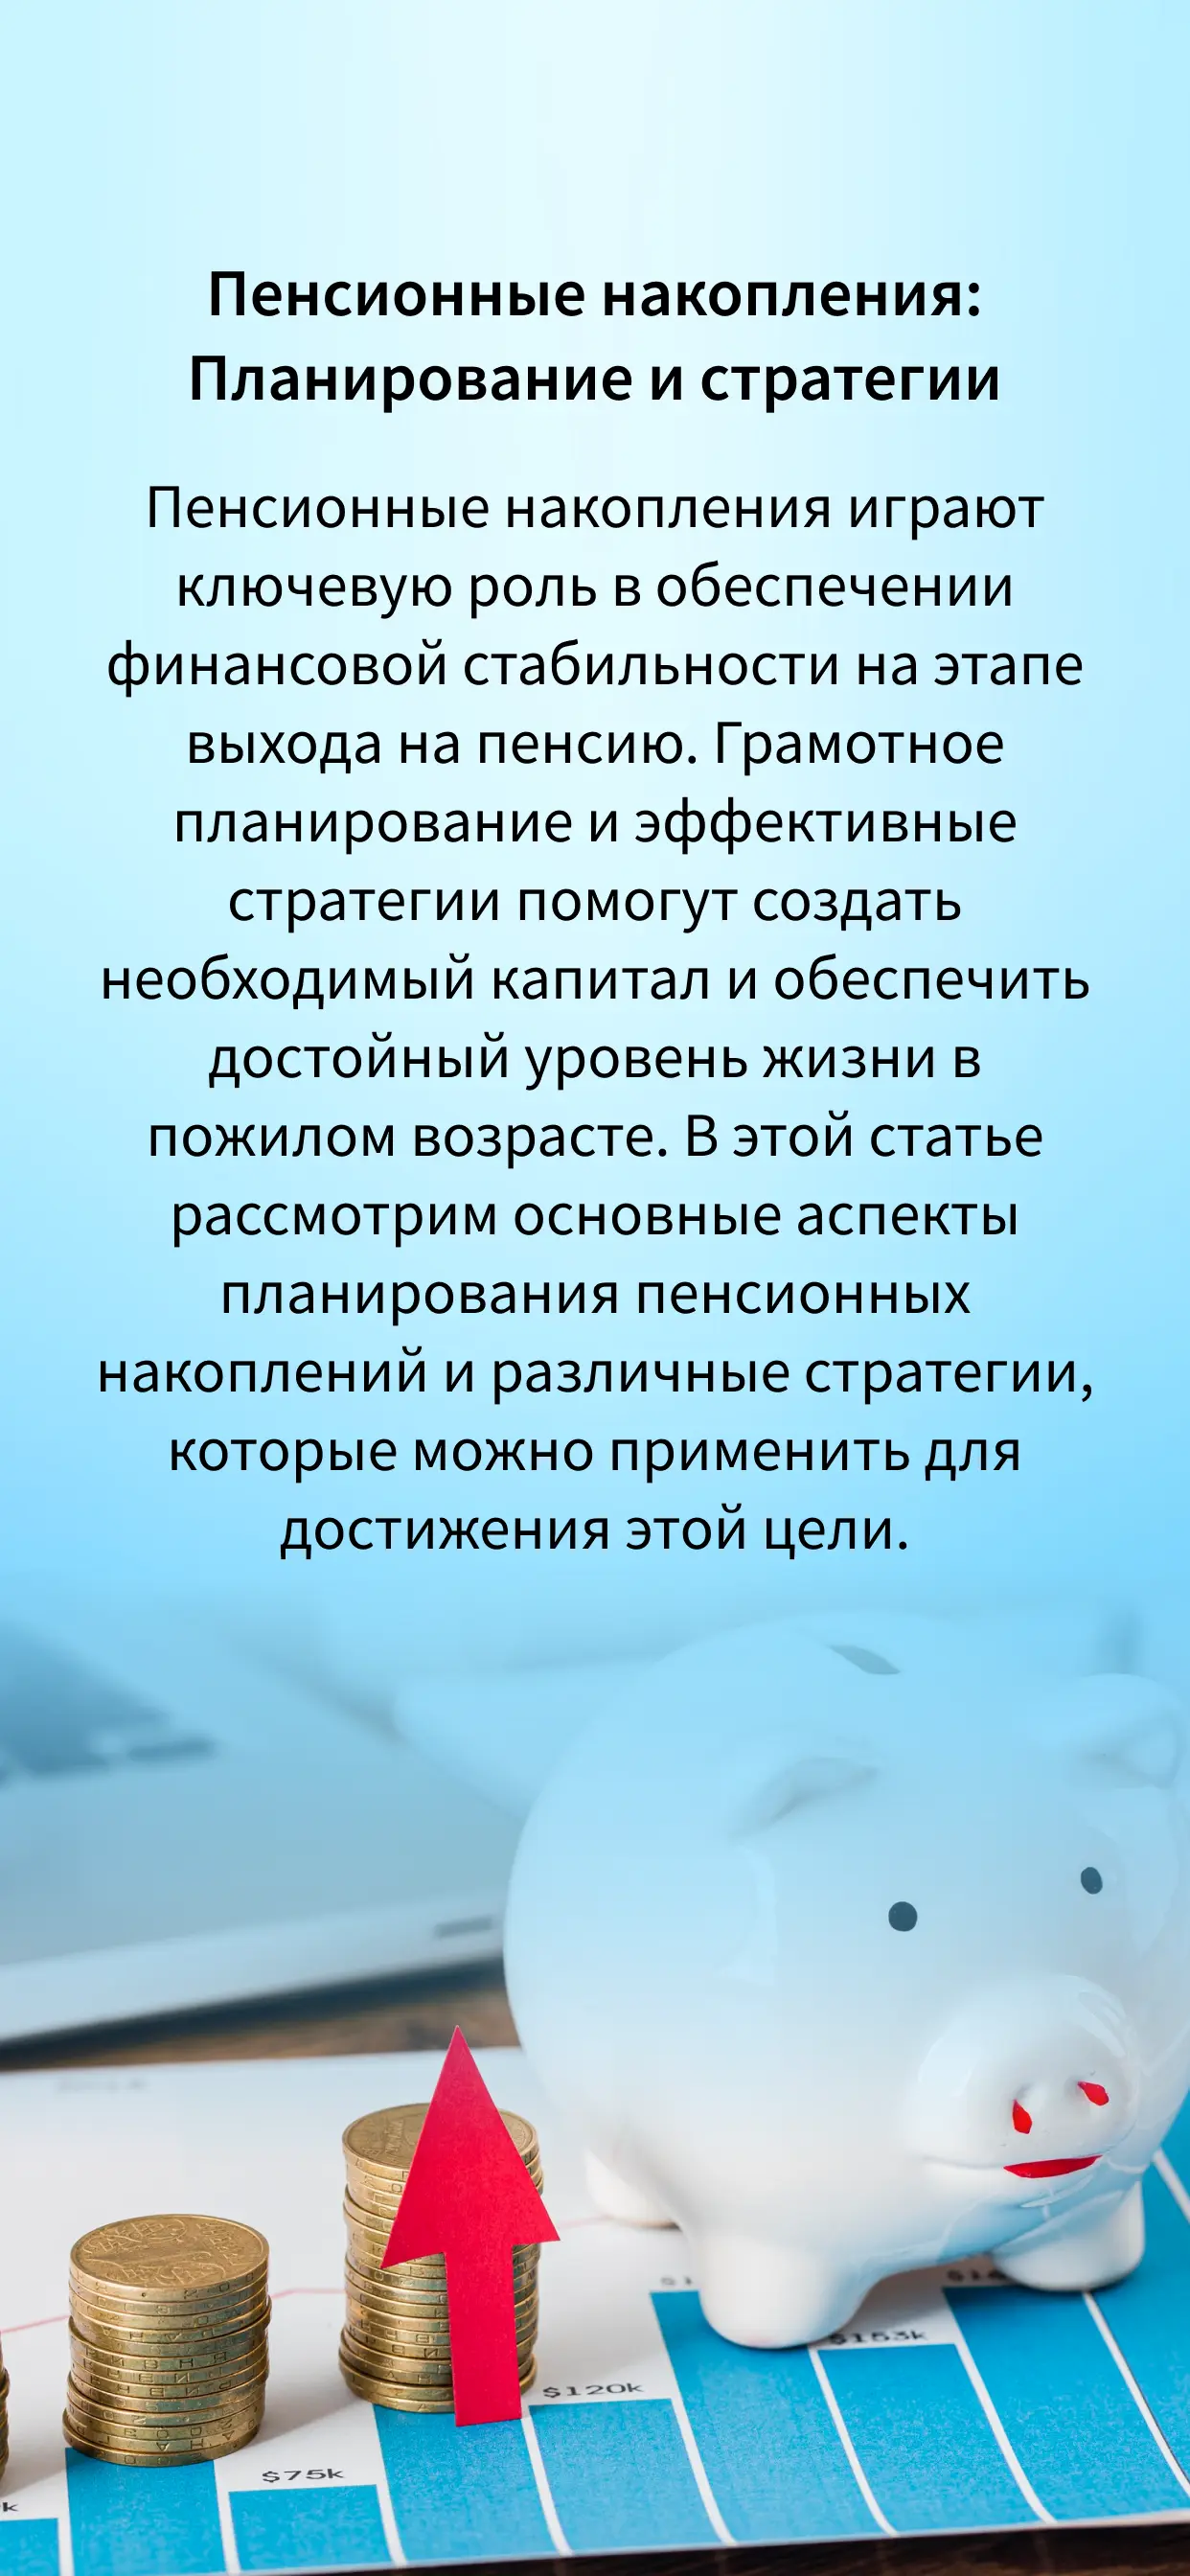 Пенсионные накопления:
Планирование и стратегии
Пенсионные накопления играют
ключевую роль в обеспечении
финансовой стабильности на этапе
выхода на пенсию. Грамотное
планирование и эффективные
стратегии помогут создать
необходимый капитал и обеспечить
достойный уровень жизни в
пожилом возрасте. В этой статье
рассмотрим основные аспекты
планирования пенсионных
накоплений и различные стратегии,
которые можно применить для
достижения этой цели.
$153k
$120k
$75k